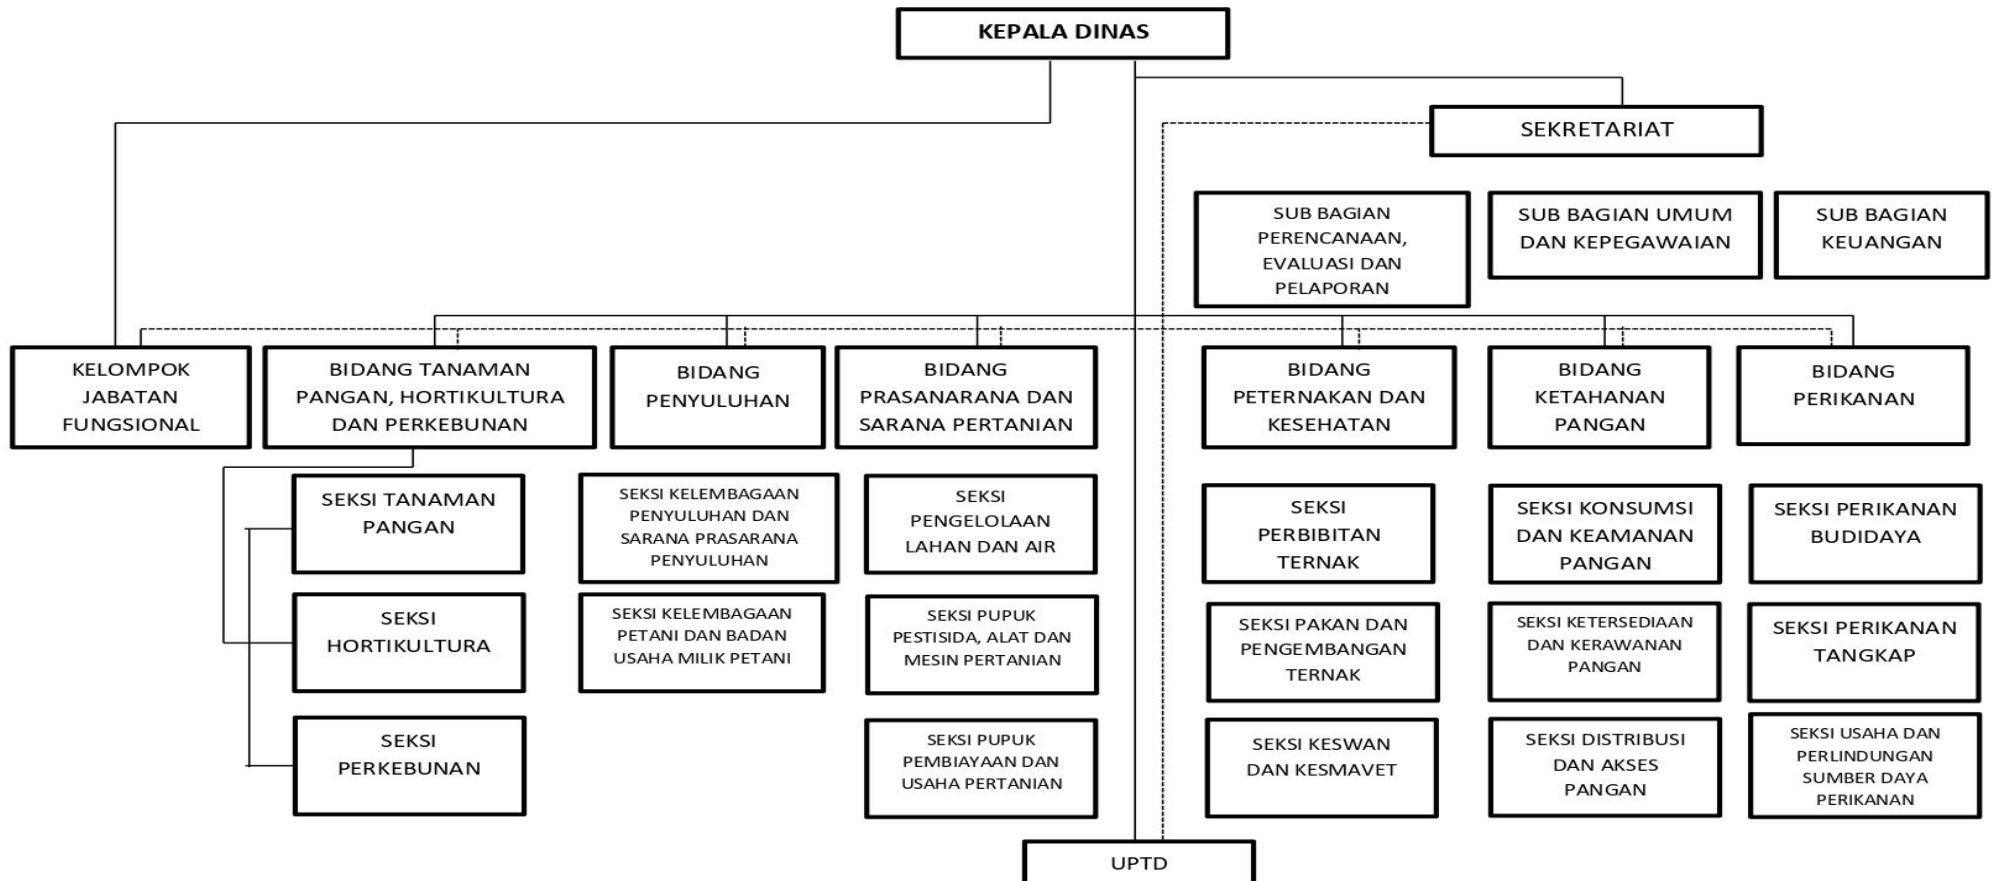 KEPALA DINAS
SEKRETARIAT
SUB BAGIAN
PERENCANAAN,
EVALUASI DAN
PELAPORAN
SUB BAGIAN UMUM
DAN KEPEGAWAIAN
SUB BAGIAN
KEUANGAN
KELOMPOK
JABATAN
FUNGSIONAL
BIDANG TANAMAN
PANGAN, HORTIKULTURA
DAN PERKEBUNAN
BIDANG
PENYULUHAN
BIDANG
PRASANARANA DAN
SARANA PERTANIAN
BIDANG
PETERNAKAN DAN
KESEHATAN
BIDANG
KETAHANAN
PANGAN
BIDANG
PERIKANAN
SEKSI TANAMAN
PANGAN
SEKSI KELEMBAGAAN
PENYULUHAN DAN
SARANA PRASARANA
PENYULUHAN
SEKSI
PENGELOLAAN
LAHAN DAN AIR
SEKSI
PERBIBITAN
TERNAK
SEKSI KONSUMSI
DAN KEAMANAN
PANGAN
SEKSI PERIKANAN
BUDIDAYA
SEKSI
HORTIKULTURA
SEKSI KELEMBAGAAN
PETANI DAN BADAN
USAHA MILIK PETANI
SEKSI PUPUK
PESTISIDA, ALAT DAN
MESIN PERTANIAN
SEKSI PAKAN DAN
PENGEMBANGAN
TERNAK
SEKSI KETERSEDIAAN
DAN KERAWANAN
PANGAN
SEKSI PERIKANAN
TANGKAP
SEKSI
PERKEBUNAN
SEKSI PUPUK
PEMBIAYAAN DAN
USAHA PERTANIAN
SEKSI KESWAN
DAN KESMAVET
SEKSI DISTRIBUSI
DAN AKSES
PANGAN
SEKSI USAHA DAN
PERLINDUNGAN
SUMBER DAYA
PERIKANAN
UPTD